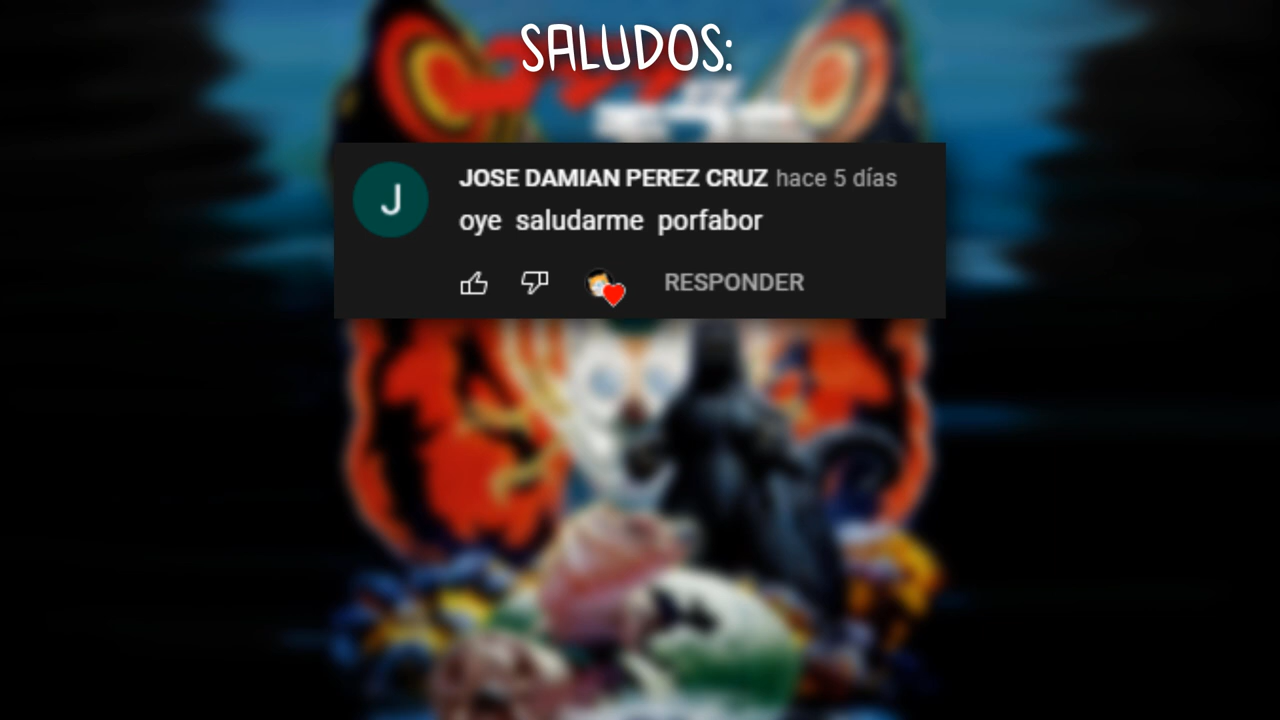 SALUDOS:
JOSE DAMIAN PEREZ CRUZ hace 5 días
oye saludarme porfabor
J
RESPONDER